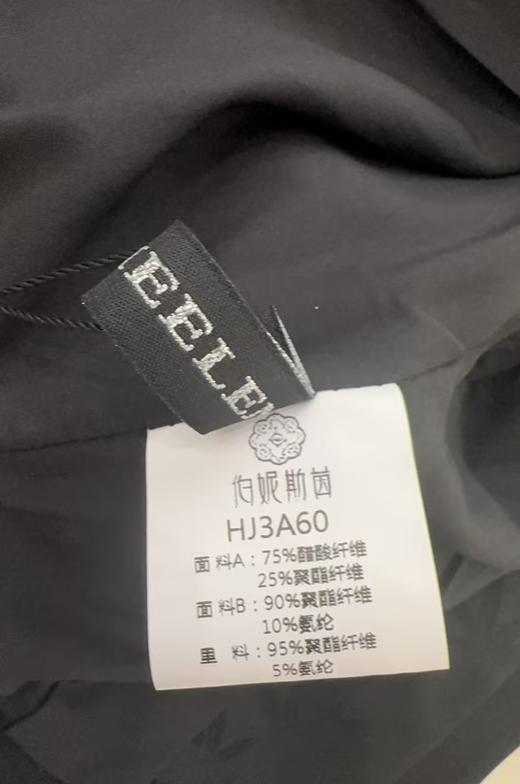 EELE
伯妮斯茵
HJ3A60
面料A：75%醋酸纤维
25%聚酯纤维
面料B：90%聚酯纤维
10%氨纶
里 料：95%聚酯纤维
5%氨纶